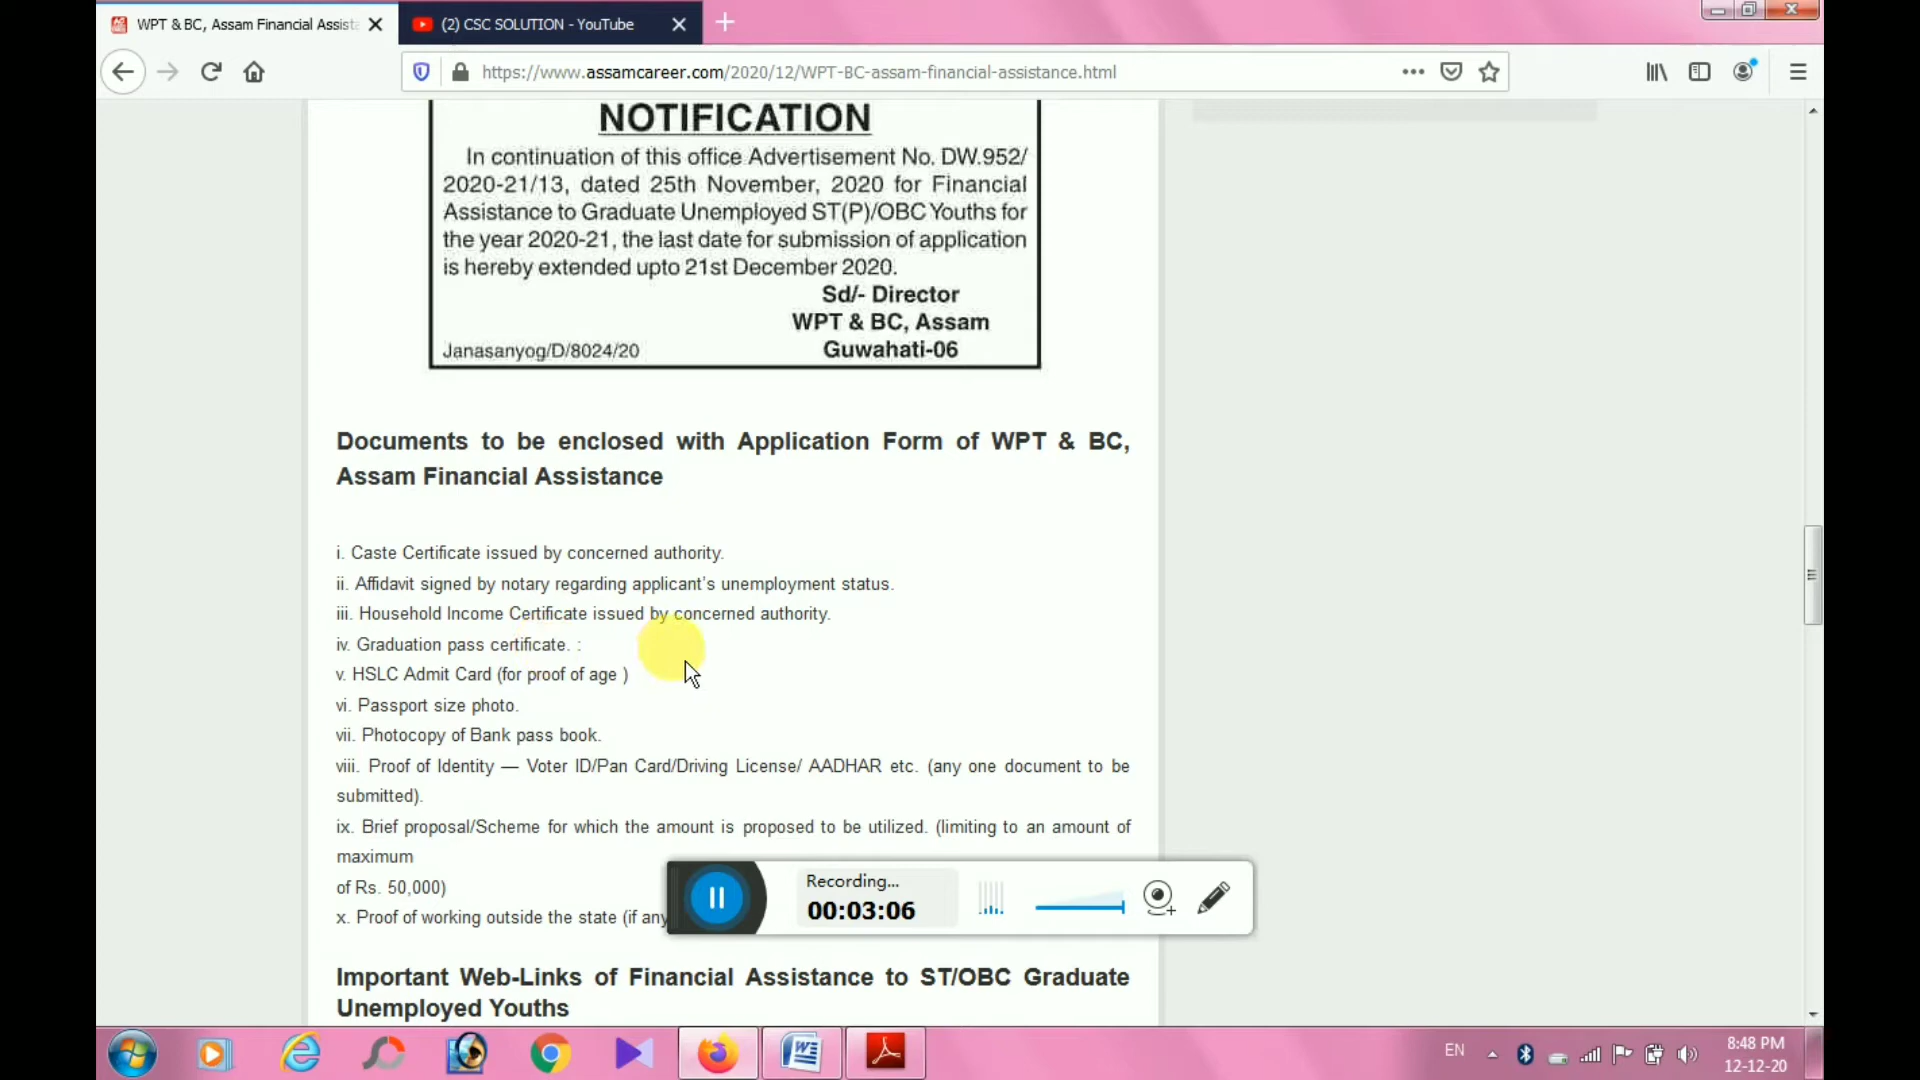 WPT & BC, Assam Financial Assista
(2) CSC SOLUTION - YouTube
https://www.assamcareer.com/2020/12/WPT-BC-assam-financial-assistance.html
NOTIFICATION
In continuation of this office Advertisement No. DW.952/
2020-21/13, dated 25th November, 2020 for Financial
Assistance to Graduate Unemployed ST(P)/OBC Youths for
the year 2020-21, the last date for submission of application
is hereby extended upto 21st December 2020.
Sd/- Director
WPT & BC, Assam
Janasanyog/D/8024/20 Guwahati-06
Documents to be enclosed with Application Form of WPT & BC,
Assam Financial Assistance
i. Caste Certificate issued by concerned authority.
ii. Affidavit signed by notary regarding applicant's unemployment status.
iii. Household Income Certificate issued by concerned authority.
iv. Graduation pass certificate. :
v. HSLC Admit Card (for proof of age )
vi. Passport size photo.
vii. Photocopy of Bank pass book.
viii. Proof of Identity — Voter ID/Pan Card/Driving License/ AADHAR etc. (any one document to be
submitted).
ix. Brief proposal/Scheme for which the amount is proposed to be utilized. (limiting to an amount of
maximum
of Rs. 50,000)
x. Proof of working outside the state (if any
Recording...
00:03:06
Important Web-Links of Financial Assistance to ST/OBC Graduate
Unemployed Youths
EN
8:48 PM
12-12-20